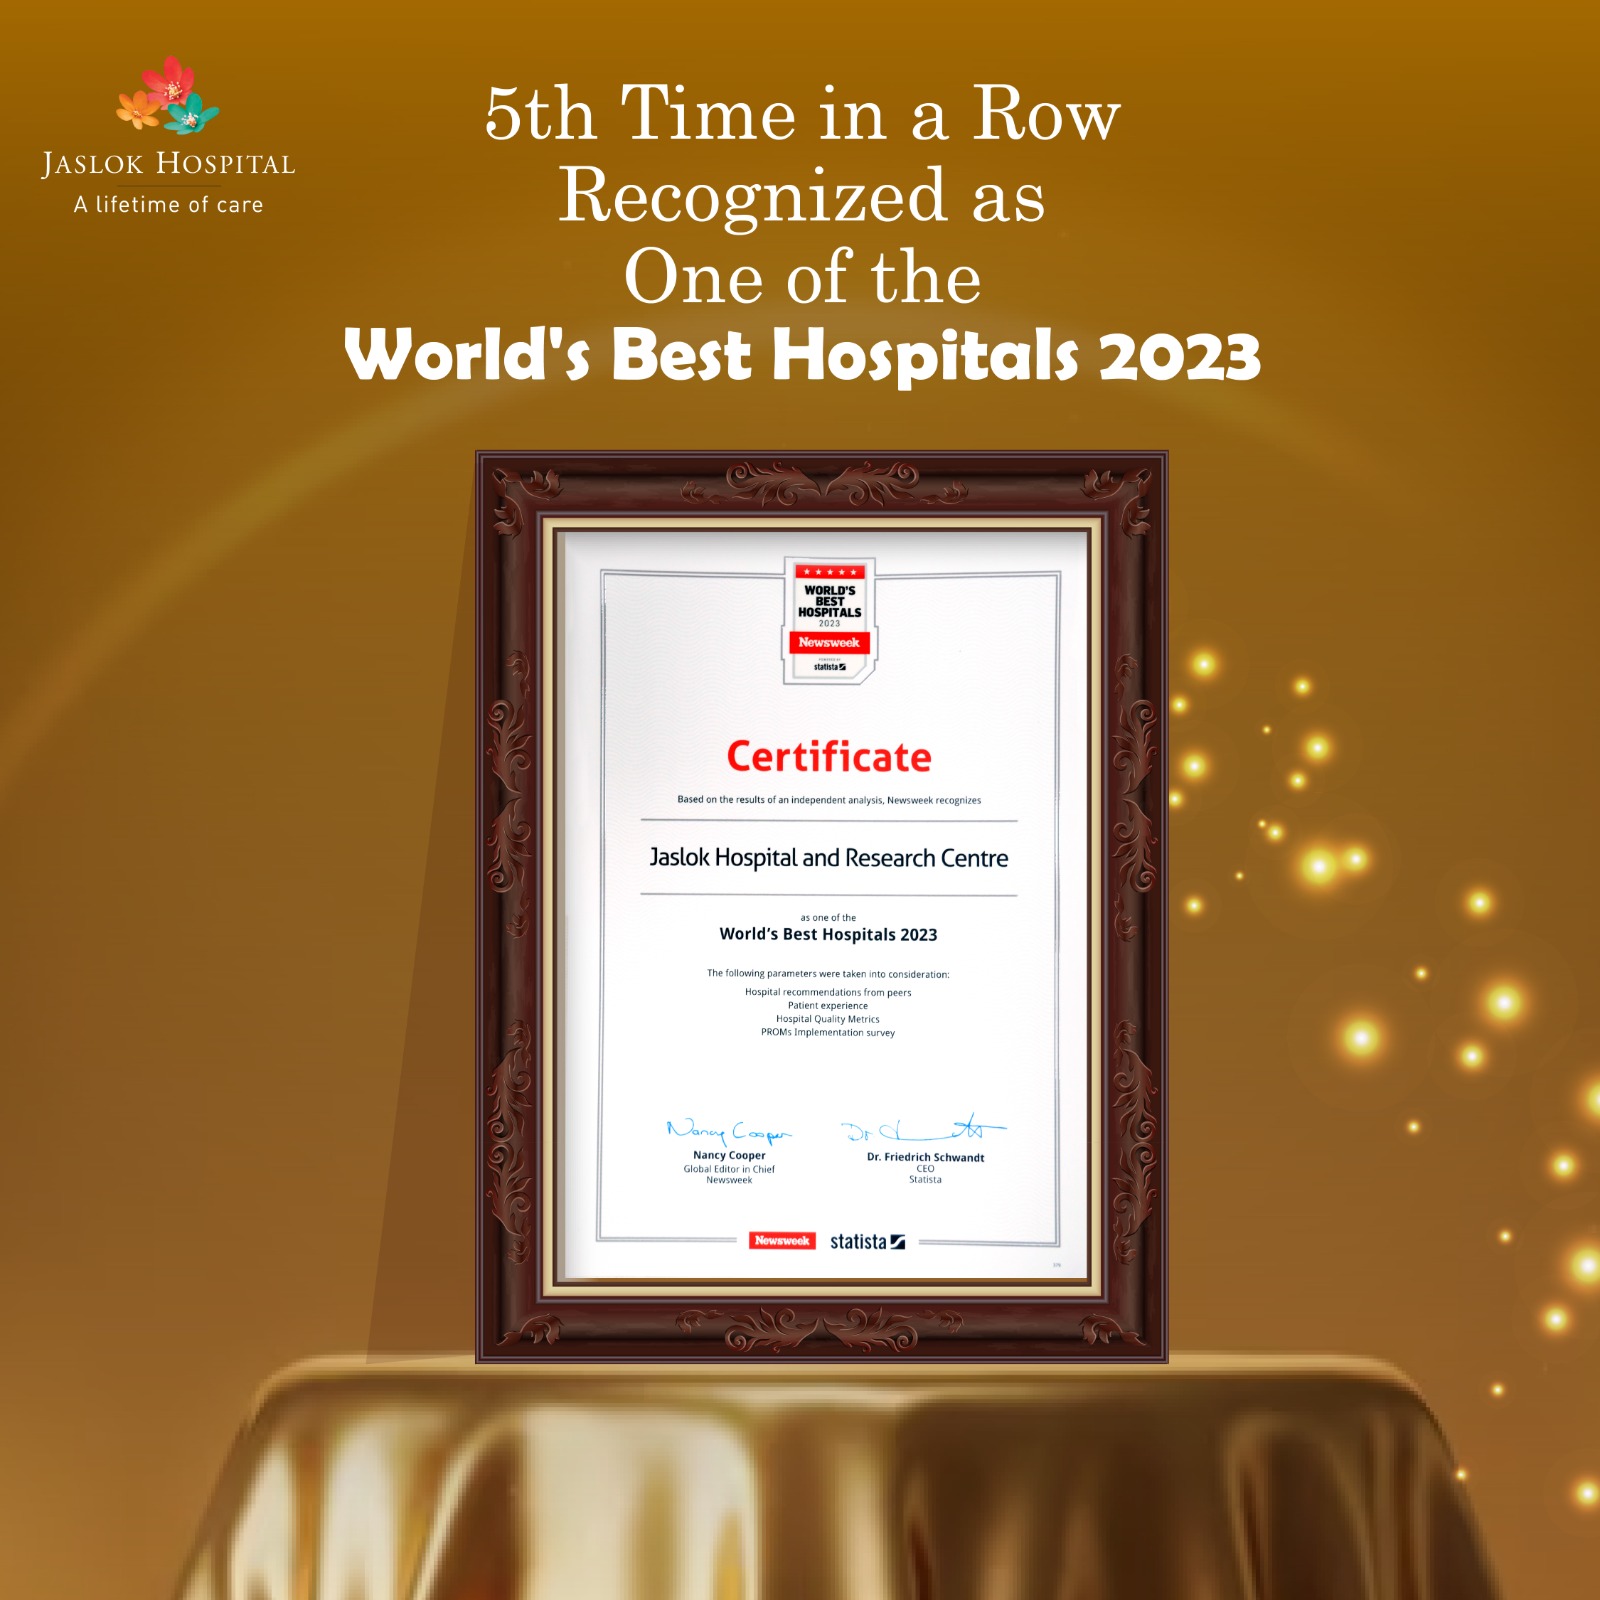 JASLOK HOSPITAL
A lifetime of care
5th Time in a Row
Recognized as
One of the
World's Best Hospitals 2023
WORLD'S
BEST
HOSPITALS
2023
Newsweek
POWERED BY
statista
Certificate
Based on the results of an independent analysis, Newsweek recognizes
Jaslok Hospital and Research Centre
as one of the
World's Best Hospitals 2023
The following parameters were taken into consideration:
Hospital recommendations from peers
Patient experience
Hospital Quality Metrics
PROMs Implementation survey
Nancy Cooper
Nancy Cooper
Global Editor in Chief
Newsweek
Dr. Friedrich Schwandt
CEO
Statista
Newsweek statista